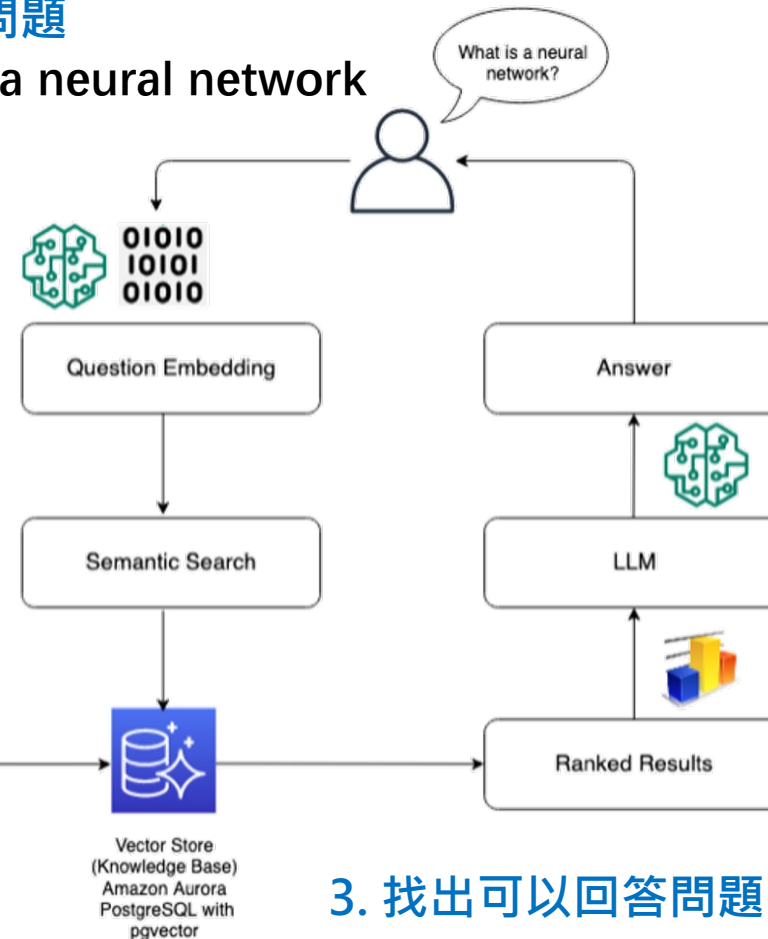 問題
a neural network
What is a neural
network?
01010
10101
01010
Question Embedding
Answer
Semantic Search
LLM
Ranked Results
Vector Store
(Knowledge Base)
Amazon Aurora
PostgreSQL with
pgvector
3. 找出可以回答問題